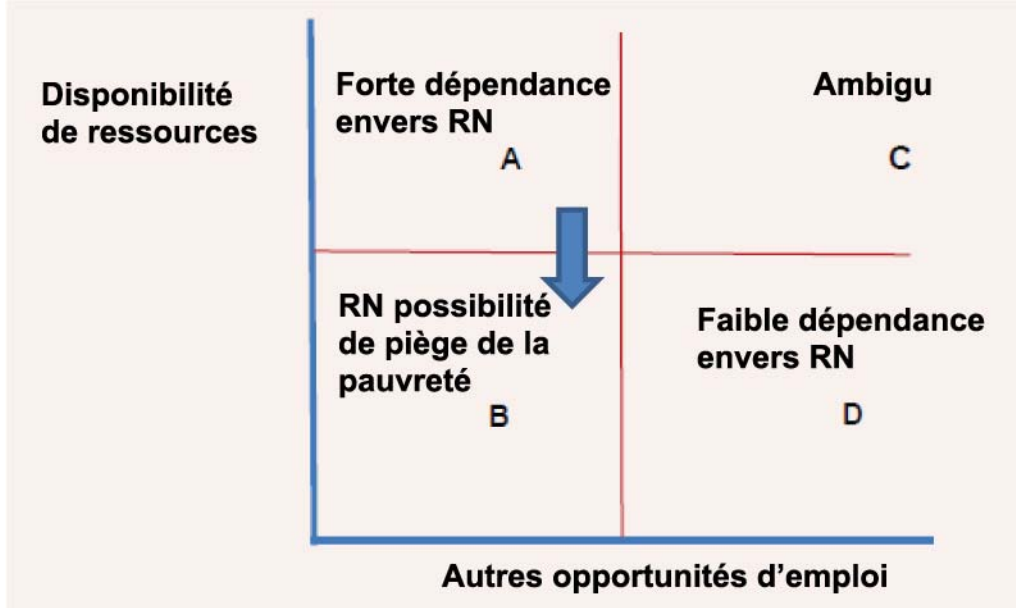 Disponibilité
de ressources
Forte dépendance
envers RN
A
Ambigu
C
RN possibilité
de piège de la
pauvreté
B
Faible dépendance
envers RN
D
Autres opportunités d’emploi